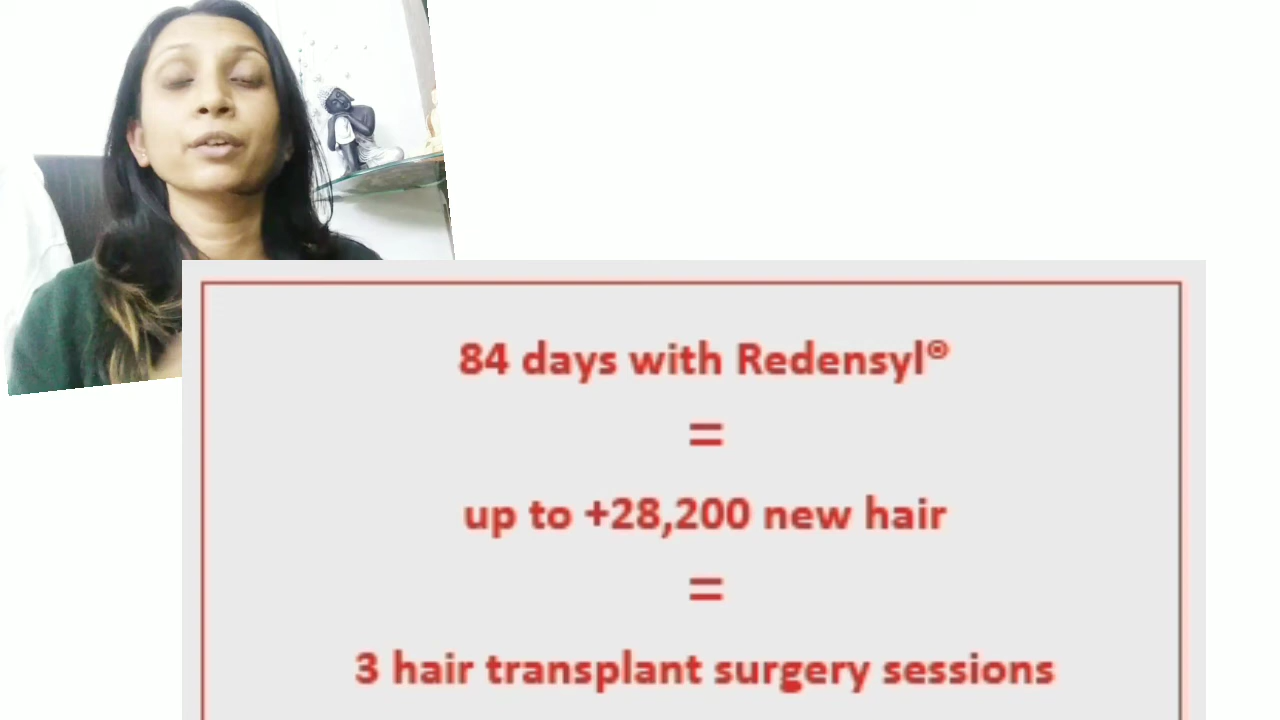 84 days with Redensyl®
=
up to +28,200 new hair
=
3 hair transplant surgery sessions